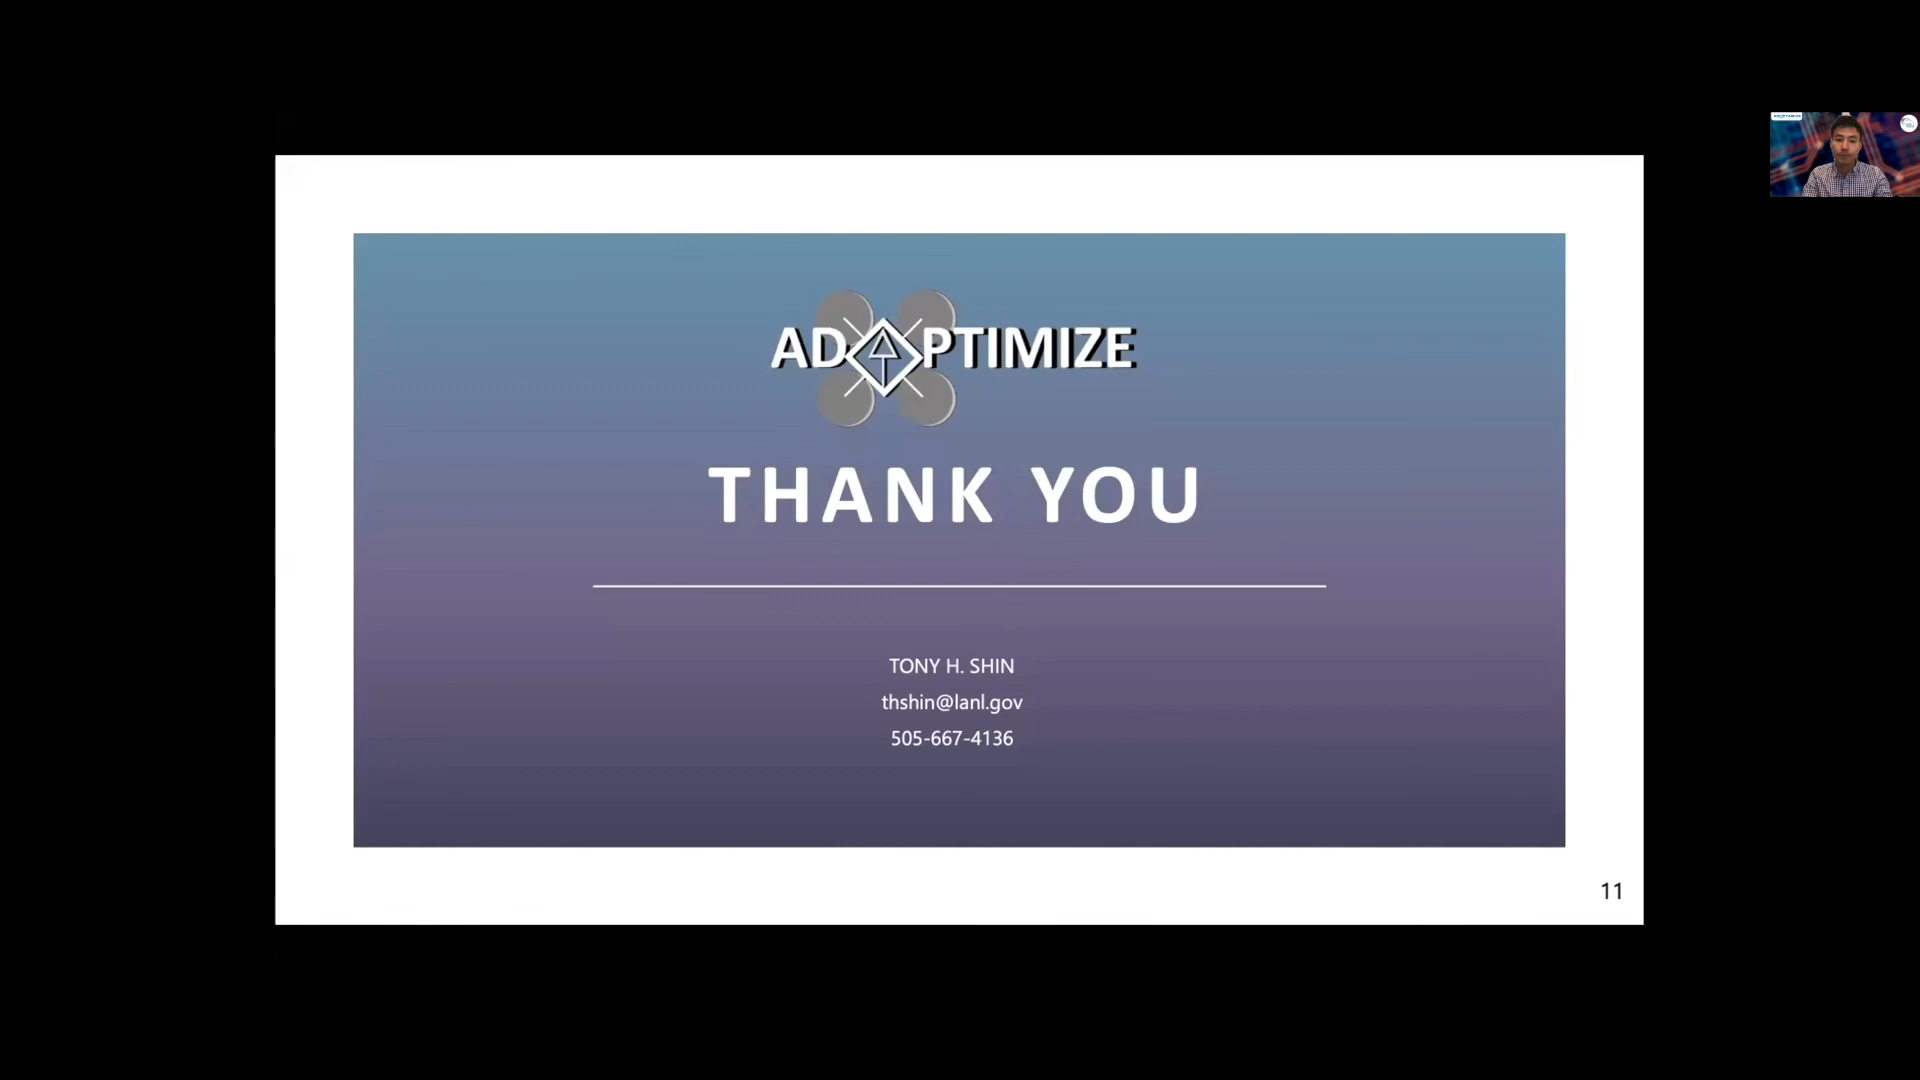 ADAPTIMIZE
THANK YOU
TONY H. SHIN
thshin@lanl.gov
505-667-4136
11